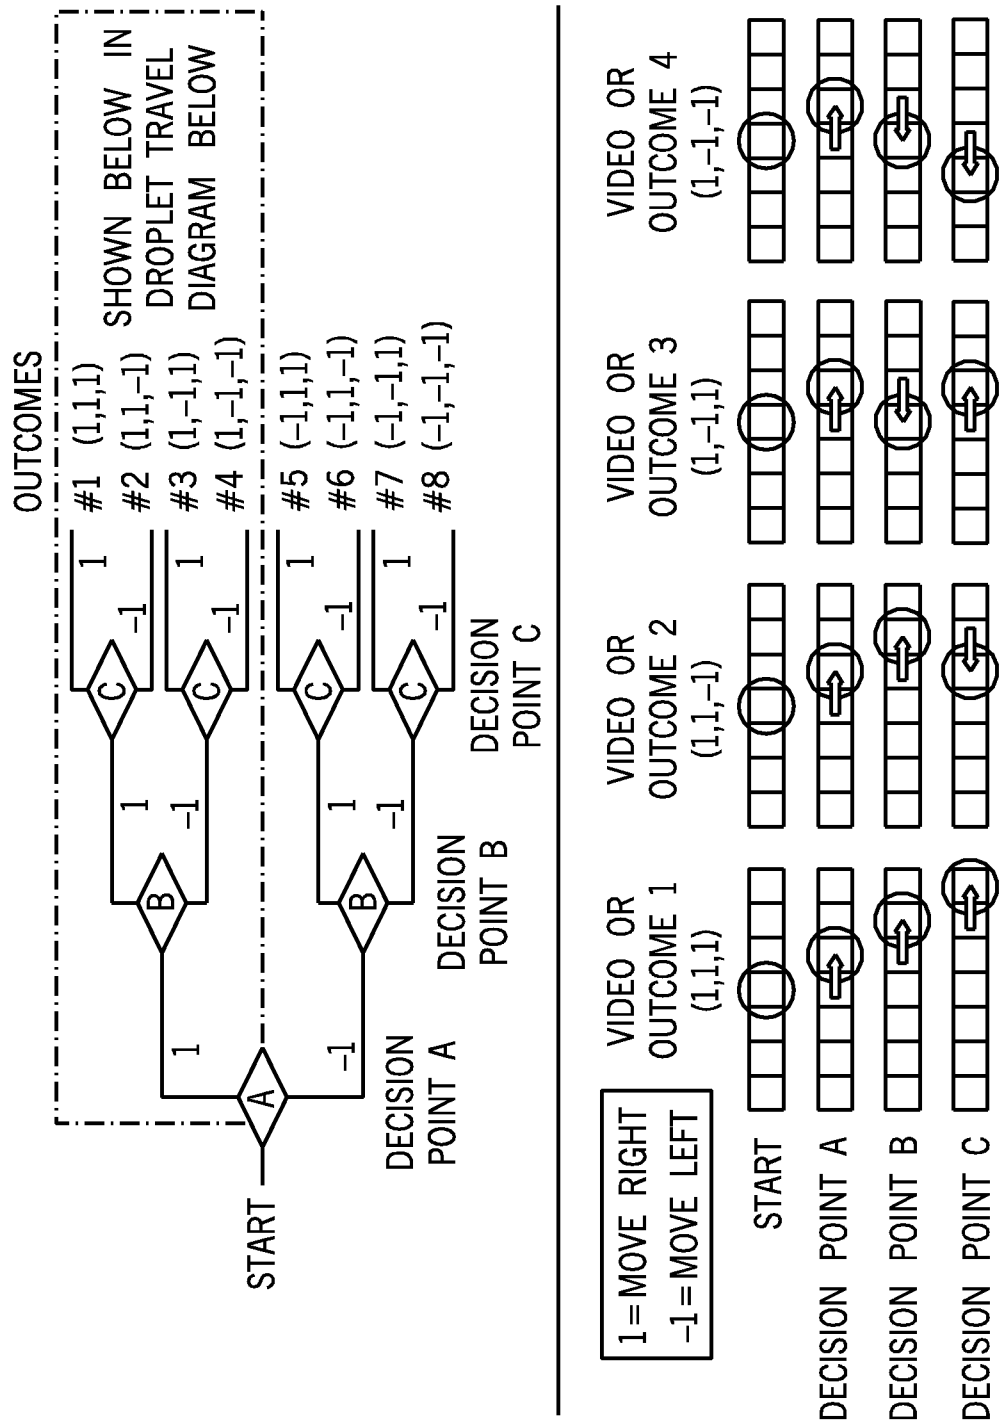 OUTCOMES
#1 (1,1,1)
#2 (1,1,–1)
#3 (1,–1,1)
#4 (1,–1,–1)
#5 (–1,1,1)
#6 (–1,1,–1)
#7 (–1,–1,1)
#8 (–1,–1,–1)
SHOWN BELOW IN
DROPLET TRAVEL
DIAGRAM BELOW
START
A
1
–1
B
1
–1
B
1
–1
C
1
–1
C
1
–1
C
1
–1
C
1
–1
DECISION
POINT A
DECISION
POINT B
DECISION
POINT C
1=MOVE RIGHT
–1=MOVE LEFT
VIDEO OR
OUTCOME 1
(1,1,1)
VIDEO OR
OUTCOME 2
(1,1,–1)
VIDEO OR
OUTCOME 3
(1,–1,1)
VIDEO OR
OUTCOME 4
(1,–1,–1)
START
DECISION POINT A
DECISION POINT B
DECISION POINT C